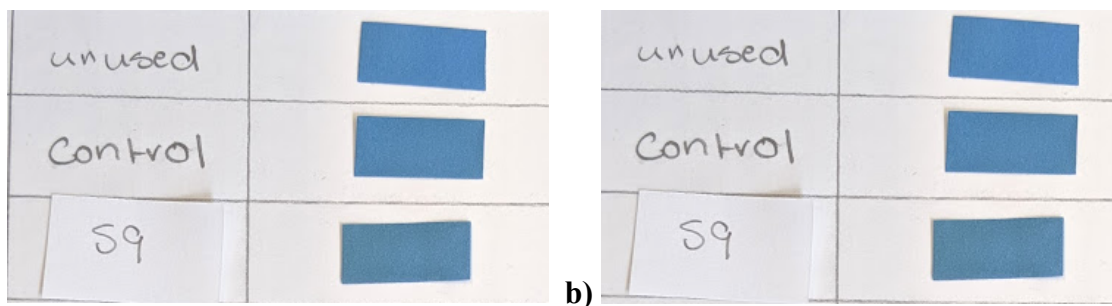 unused
Control
S9
b)
unused
Control
S9